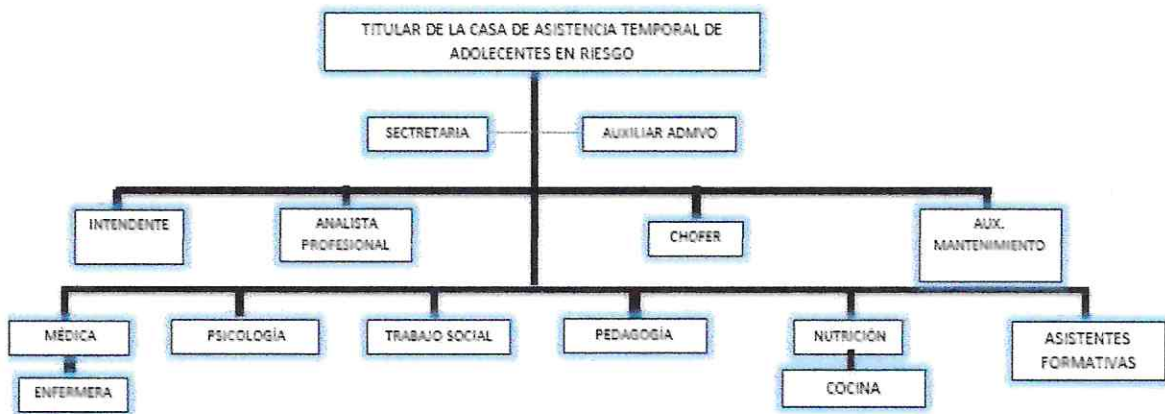 TITULAR DE LA CASA DE ASISTENCIA TEMPORAL DE
ADOLECENTES EN RIESGO
SECTRETARIA
AUXILIAR ADMVO
INTENDENTE
ANALISTA
PROFESIONAL
CHOFER
AUX.
MANTENIMIENTO
MÉDICA
PSICOLOGÍA
TRABAJO SOCIAL
PEDAGOGÍA
NUTRICIÓN
ASISTENTES
FORMATIVAS
ENFERMERA
COCINA